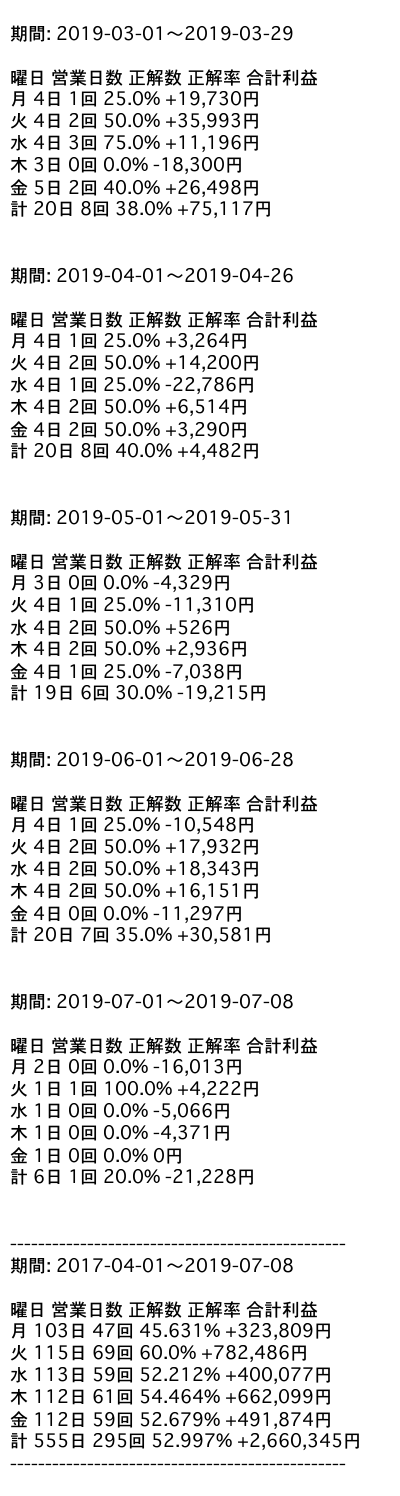 期間: 2019-03-01〜2019-03-29
曜日 営業日数 正解数 正解率 合計利益
月 4日 1回 25.0% +19,730円
火 4日 2回 50.0% +35,993円
水 4日 3回 75.0% +11,196円
木 3日 0回 0.0% -18,300円
金 5日 2回 40.0% +26,498円
計 20日 8回 38.0% +75,117円
期間: 2019-04-01〜2019-04-26
曜日 営業日数 正解数 正解率 合計利益
月 4日 1回 25.0% +3,264円
火 4日 2回 50.0% +14,200円
水 4日 1回 25.0% -22,786円
木 4日 2回 50.0% +6,514円
金 4日 2回 50.0% +3,290円
計 20日 8回 40.0% +4,482円
期間: 2019-05-01〜2019-05-31
曜日 営業日数 正解数 正解率 合計利益
月 3日 0回 0.0% -4,329円
火 4日 1回 25.0% -11,310円
水 4日 2回 50.0% +526円
木 4日 2回 50.0% +2,936円
金 4日 1回 25.0% -7,038円
計 19日 6回 30.0% -19,215円
期間: 2019-06-01〜2019-06-28
曜日 営業日数 正解数 正解率 合計利益
月 4日 1回 25.0% -10,548円
火 4日 2回 50.0% +17,932円
水 4日 2回 50.0% +18,343円
木 4日 2回 50.0% +16,151円
金 4日 0回 0.0% -11,297円
計 20日 7回 35.0% +30,581円
期間: 2019-07-01〜2019-07-08
曜日 営業日数 正解数 正解率 合計利益
月 2日 0回 0.0% -16,013円
火 1日 1回 100.0% +4,222円
水 1日 0回 0.0% -5,066円
木 1日 0回 0.0% -4,371円
金 1日 0回 0.0% 0円
計 6日 1回 20.0% -21,228円
------------------------------------------------
期間: 2017-04-01〜2019-07-08
曜日 営業日数 正解数 正解率 合計利益
月 103日 47回 45.631% +323,809円
火 115日 69回 60.0% +782,486円
水 113日 59回 52.212% +400,077円
木 112日 61回 54.464% +662,099円
金 112日 59回 52.679% +491,874円
計 555日 295回 52.997% +2,660,345円
------------------------------------------------